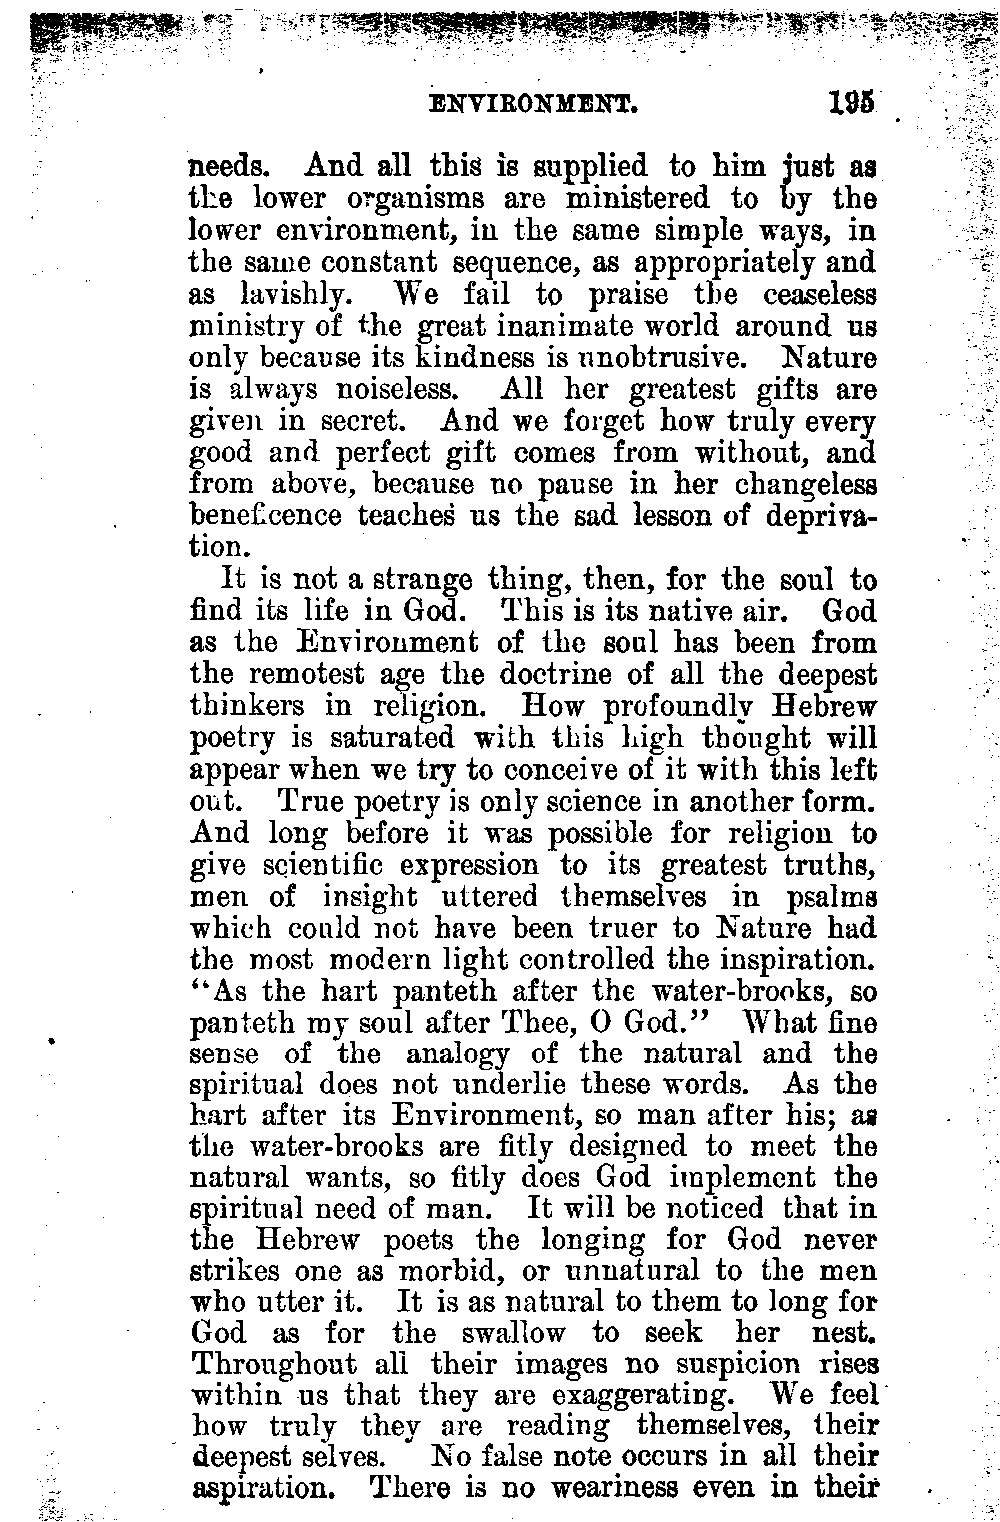 ENVIRONMENT. 195
needs. And all this is supplied to him just as
the lower organisms are ministered to by the
lower environment, in the same simple ways, in
the same constant sequence, as appropriately and
as lavishly. We fail to praise the ceaseless
ministry of the great inanimate world around us
only because its kindness is unobtrusive. Nature
is always noiseless. All her greatest gifts are
given in secret. And we forget how truly every
good and perfect gift comes from without, and
from above, because no pause in her changeless
beneficence teaches us the sad lesson of depriva-
tion.
It is not a strange thing, then, for the soul to
find its life in God. This is its native air. God
as the Environment of the soul has been from
the remotest age the doctrine of all the deepest
thinkers in religion. How profoundly Hebrew
poetry is saturated with this high thought will
appear when we try to conceive of it with this left
out. True poetry is only science in another form.
And long before it was possible for religion to
give scientific expression to its greatest truths,
men of insight uttered themselves in psalms
which could not have been truer to Nature had
the most modern light controlled the inspiration.
“As the hart panteth after the water-brooks, so
panteth my soul after Thee, O God.” What fine
sense of the analogy of the natural and the
spiritual does not underlie these words. As the
hart after its Environment, so man after his; as
the water-brooks are fitly designed to meet the
natural wants, so fitly does God implement the
spiritual need of man. It will be noticed that in
the Hebrew poets the longing for God never
strikes one as morbid, or unnatural to the men
who utter it. It is as natural to them to long for
God as for the swallow to seek her nest.
Throughout all their images no suspicion rises
within us that they are exaggerating. We feel
how truly they are reading themselves, their
deepest selves. No false note occurs in all their
aspiration. There is no weariness even in their